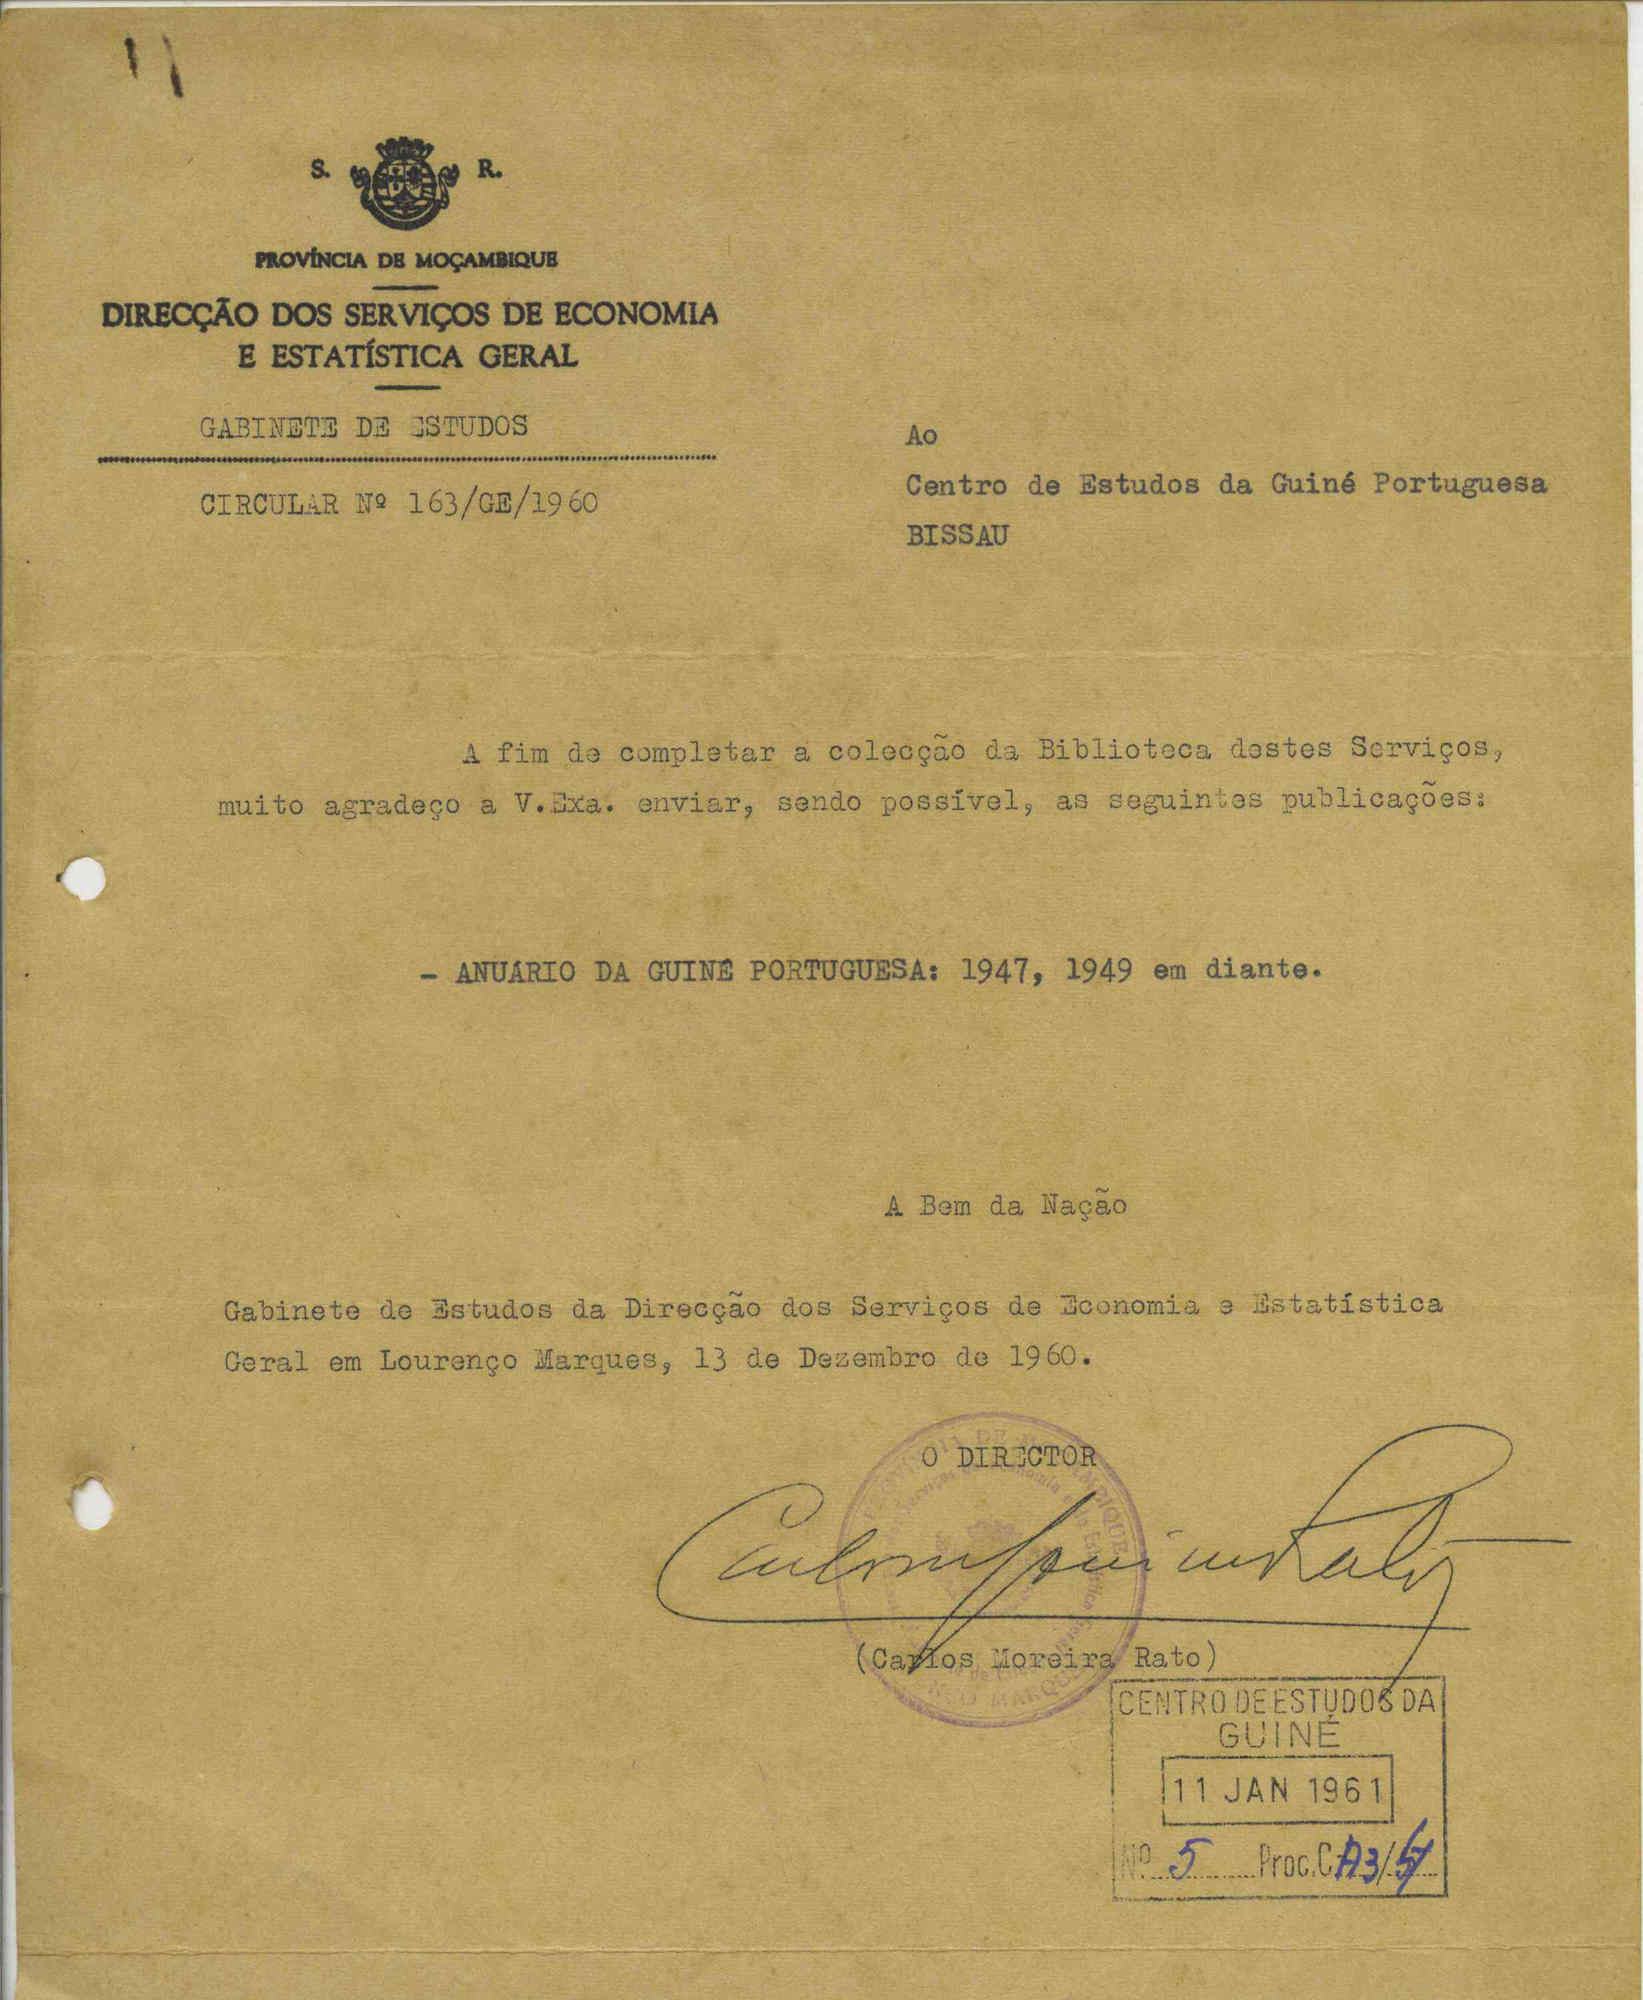 S. R.
PROVÍNCIA DE MOÇAMBIQUE
DIRECÇÃO DOS SERVIÇOS DE ECONOMIA
E ESTATÍSTICA GERAL
GABINETE DE ESTUDOS
CIRCULAR Nº 163/GE/1960
Ao
Centro de Estudos da Guiné Portuguesa
BISSAU
A fim de completar a colecção da Biblioteca destes Serviços,
muito agradeço a V.Exa. enviar, sendo possível, as seguintes publicações:
- ANUÁRIO DA GUINÉ PORTUGUESA: 1947, 1949 em diante.
A Bem da Nação
Gabinete de Estudos da Direcção dos Serviços de Economia e Estatística
Geral em Lourenço Marques, 13 de Dezembro de 1960.
O DIRECTOR
(Carlos Moreira Rato)
CENTRO DE ESTUDOS DA
GUINÉ
11 JAN 1961
Nº 5 Proc. C